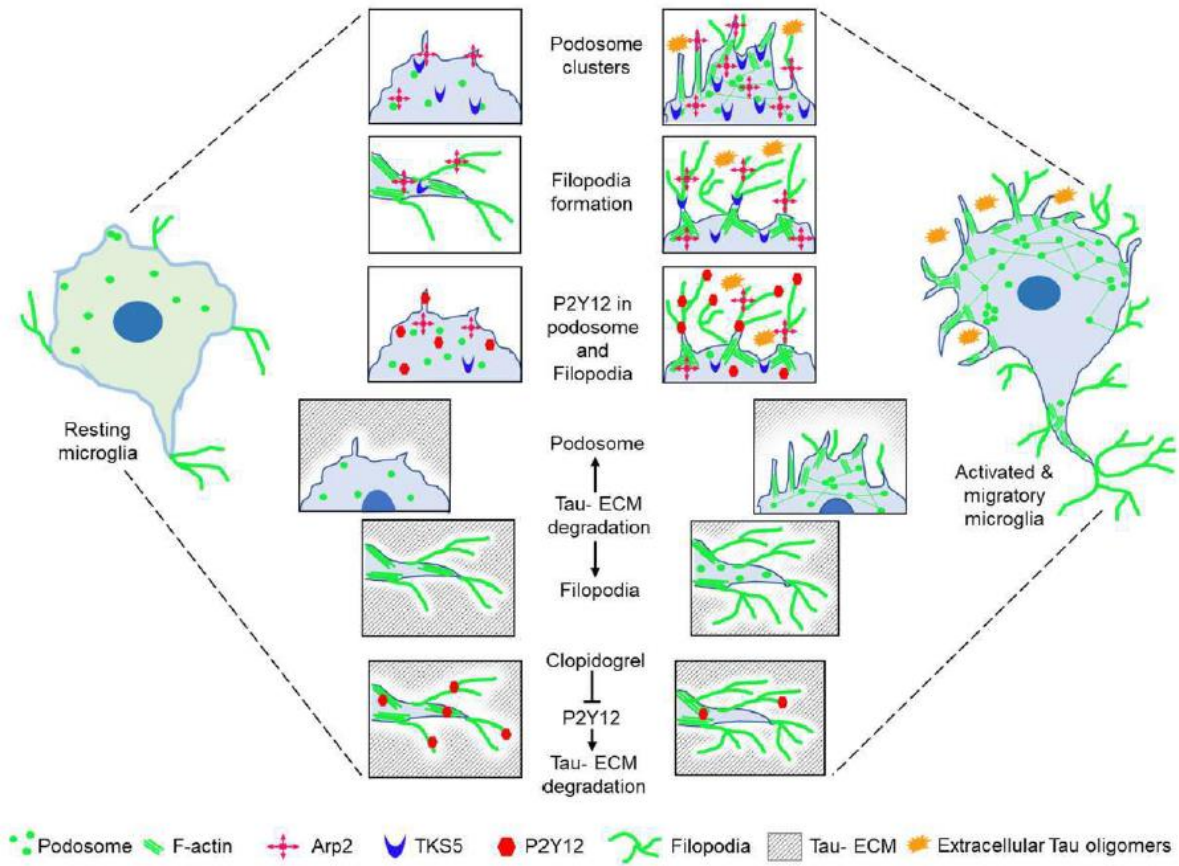 Podosome
clusters
Filopodia
formation
P2Y12 in
podosome
and
Filopodia
Resting
microglia
Activated &
migratory
microglia
Podosome
Tau- ECM
degradation
Filopodia
Clopidogrel
P2Y12
Tau- ECM
degradation
Podosome F-actin Arp2 TKS5 P2Y12 Filopodia Tau- ECM Extracellular Tau oligomers